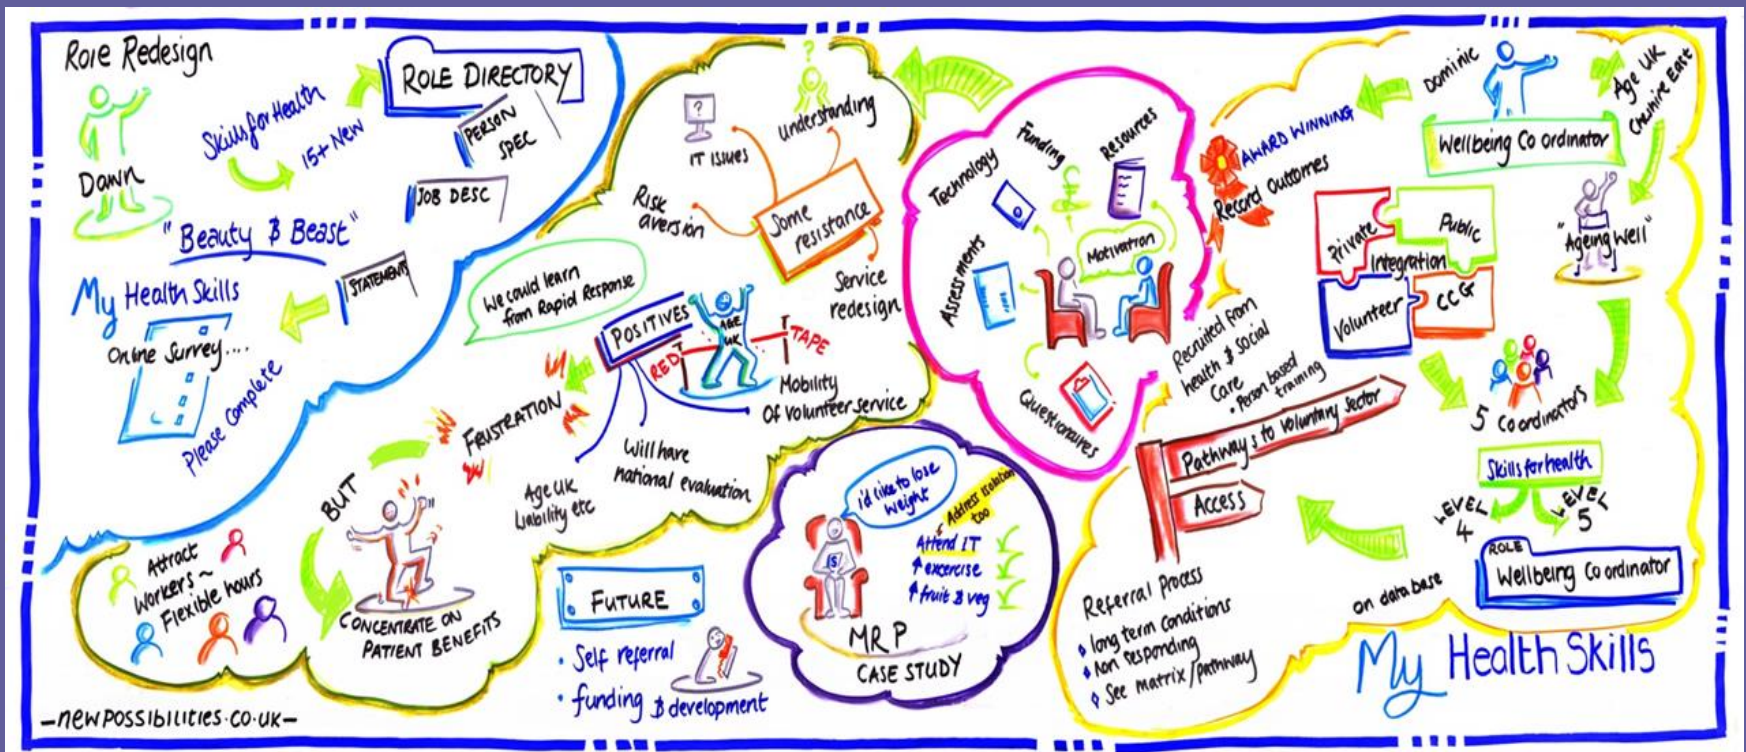 Role Redesign
Dawn
Skills for Health
15+ New
ROLE DIRECTORY
PERSON
SPEC
JOB DESC
"Beauty & Beast"
STATEMENTS
My Health Skills
Online Survey....
Please Complete
Attract
Workers ~
Flexible hours
BUT
CONCENTRATE ON
PATIENT BENEFITS
-newpossibilities.co.uk-
?
IT Issues
?
Understanding
Risk
aversion
Some
resistance
Service
redesign
We could learn
from Rapid Response
POSITIVES
AGE
UK
RED
TAPE
Mobility
Of Volunteer service
FRUSTRATION
Will have
national evaluation
Age UK
Liability etc
FUTURE
• Self referral
• funding & development
Technology
Funding
£
Resources
Assessments
Motivation
Questionaires
i'd like to lose
weight
Address isolation
too
Attend IT
↑ excercise
↑ fruit & veg
MR P
CASE STUDY
Dominic
Age UK
Cheshire East
Wellbeing Co ordinator
AWARD WINNING
Record Outcomes
Private
Public
Integration
Volunteer
CCG
"Ageing Well"
Recruited from
health & social
Care
• Person based
training
5 Coordinators
Skills for health
LEVEL
4
LEVEL
5
ROLE
Wellbeing Co ordinator
on database
Pathways to voluntary sector
Access
Referral Process
long term conditions
Non responding
See matrix/pathway
My Health Skills